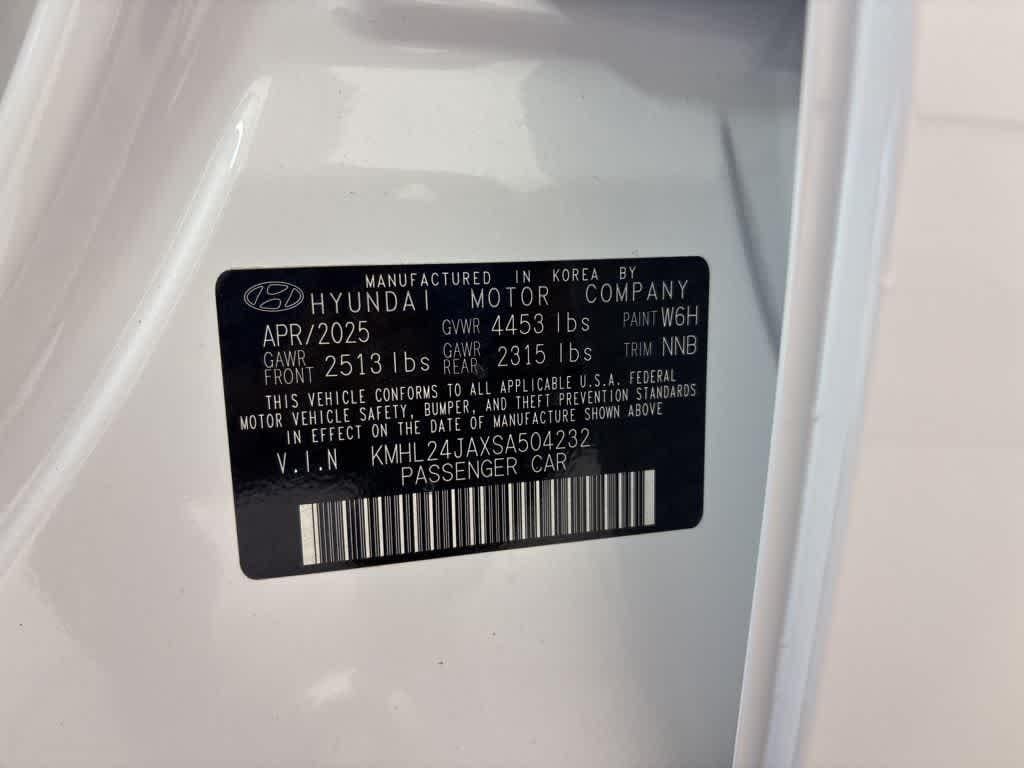 MANUFACTURED IN KOREA BY
HYUNDAI MOTOR COMPANY
APR/2025 GVWR 4453 lbs PAINT W6H
GAWR FRONT 2513 lbs GAWR REAR 2315 lbs TRIM NNB
THIS VEHICLE CONFORMS TO ALL APPLICABLE U.S.A. FEDERAL
MOTOR VEHICLE SAFETY, BUMPER, AND THEFT PREVENTION STANDARDS
IN EFFECT ON THE DATE OF MANUFACTURE SHOWN ABOVE
V.I.N KMHL24JAXSA504232
PASSENGER CAR